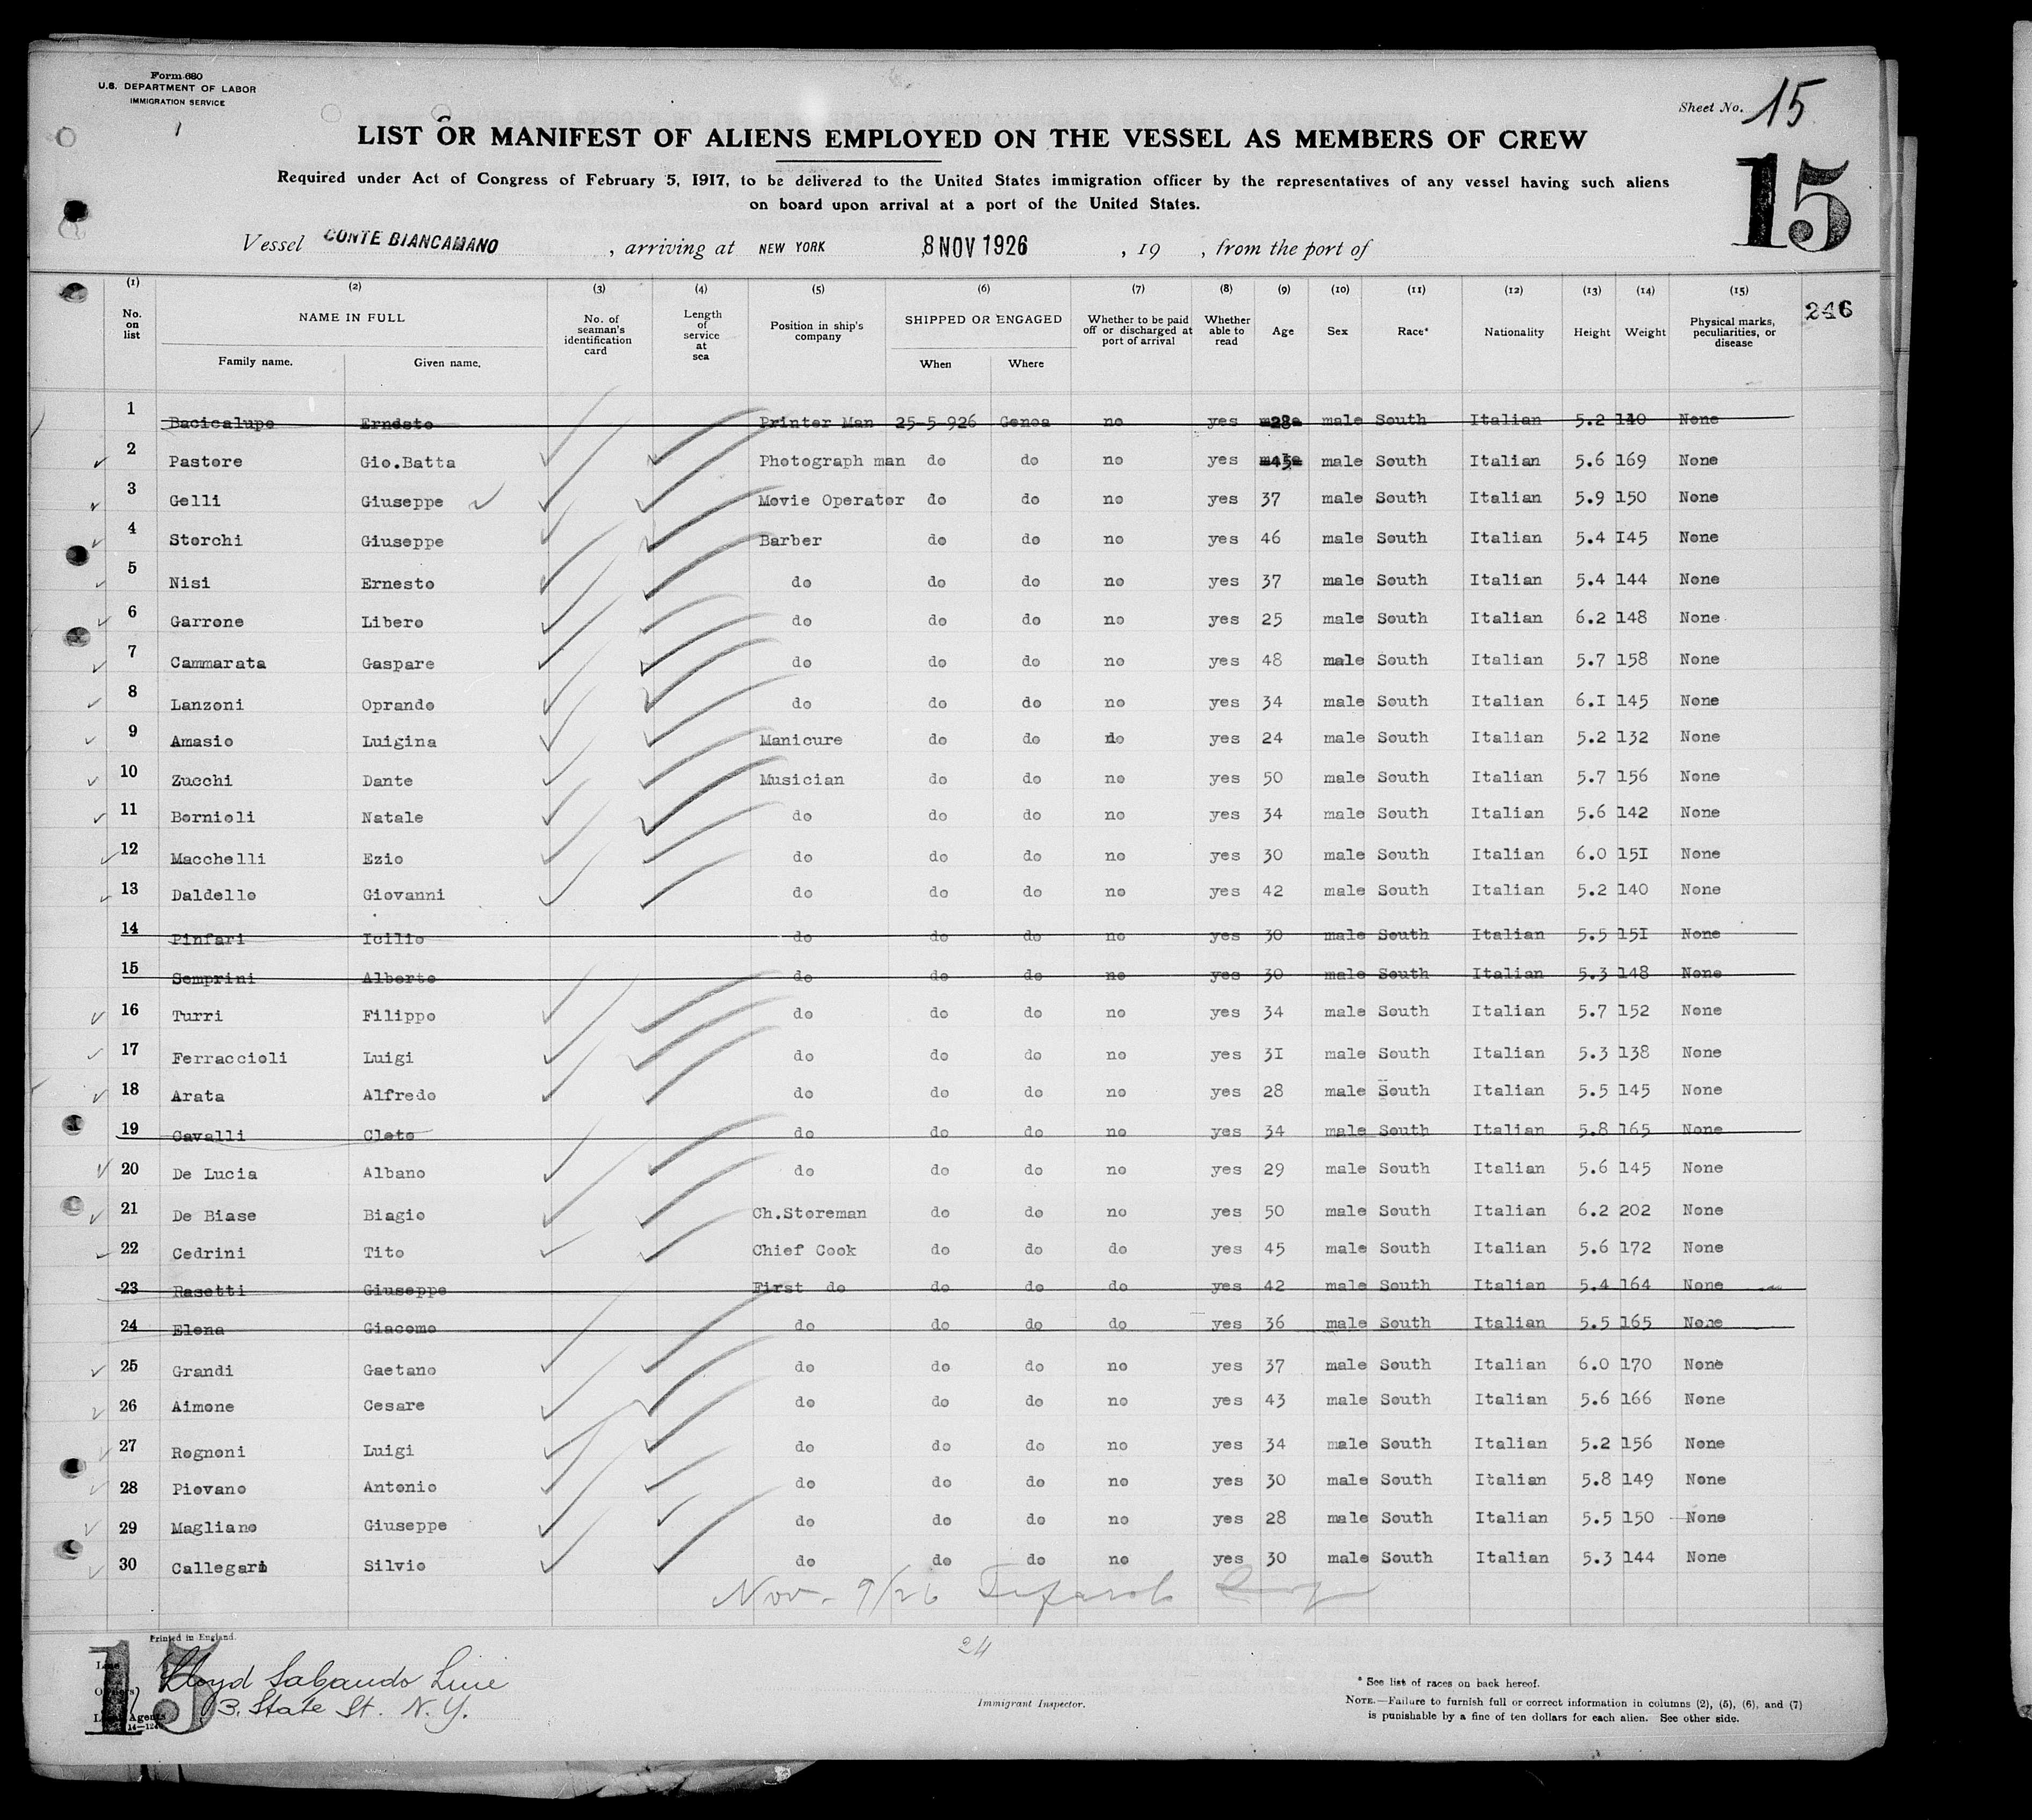 Form 680
U.S. DEPARTMENT OF LABOR
IMMIGRATION SERVICE
Sheet No. 15
LIST OR MANIFEST OF ALIENS EMPLOYED ON THE VESSEL AS MEMBERS OF CREW
15
Required under Act of Congress of February 5, 1917, to be delivered to the United States immigration officer by the representatives of any vessel having such aliens
on board upon arrival at a port of the United States.
Vessel CONTE BIANCAMANO , arriving at NEW YORK 8 NOV 1926 , 19 , from the port of
(1) (2) (3) (4) (5) (6) (7) (8) (9) (10) (11) (12) (13) (14) (15)
No. on list NAME IN FULL Family name. Given name. No. of seaman's identification card Length of service at sea Position in ship's company SHIPPED OR ENGAGED When Where Whether to be paid off or discharged at port of arrival Whether able to read Age Sex Race* Nationality Height Weight Physical marks, peculiarities, or disease 246
1 Bacicalupo Ernesto Printer Man 25-5-926 Genoa no yes 28 male South Italian 5.2 140 None
2 Pastore Gio.Batta Photograph man do do no yes 45 male South Italian 5.6 169 None
3 Gelli Giuseppe Movie Operator do do no yes 37 male South Italian 5.9 150 None
4 Storchi Giuseppe Barber do do no yes 46 male South Italian 5.4 I45 None
5 Nisi Ernesto do do do no yes 37 male South Italian 5.4 144 None
6 Garrone Libero do do do no yes 25 male South Italian 6.2 148 None
7 Cammarata Gaspare do do do no yes 48 male South Italian 5.7 158 None
8 Lanzoni Oprando do do do no yes 34 male South Italian 6.I 145 None
9 Amasio Luigina Manicure do do no yes 24 male South Italian 5.2 132 None
10 Zucchi Dante Musician do do no yes 50 male South Italian 5.7 156 None
11 Bornioli Natale do do do no yes 34 male South Italian 5.6 142 None
12 Macchelli Ezio do do do no yes 30 male South Italian 6.0 15I None
13 Daldello Giovanni do do do no yes 42 male South Italian 5.2 140 None
14 Pinfari Icilio do do do no yes 30 male South Italian 5.5 15I None
15 Semprini Alberto do do do no yes 30 male South Italian 5.3 148 None
16 Turri Filippo do do do no yes 34 male South Italian 5.7 152 None
17 Ferraccioli Luigi do do do no yes 3I male South Italian 5.3 138 None
18 Arata Alfredo do do do no yes 28 male South Italian 5.5 145 None
19 Cavalli Cleto do do do no yes 34 male South Italian 5.8 165 None
20 De Lucia Albano do do do no yes 29 male South Italian 5.6 145 None
21 De Biase Biagio Ch.Storeman do do no yes 50 male South Italian 6.2 202 None
22 Cedrini Tito Chief Cook do do do yes 45 male South Italian 5.6 172 None
23 Rasetti Giuseppe First do do do do yes 42 male South Italian 5.4 164 None
24 Elena Giacomo do do do do yes 36 male South Italian 5.5 165 None
25 Grandi Gaetano do do do no yes 37 male South Italian 6.0 170 None
26 Aimone Cesare do do do no yes 43 male South Italian 5.6 166 None
27 Rognoni Luigi do do do no yes 34 male South Italian 5.2 156 None
28 Piovano Antonio do do do no yes 30 male South Italian 5.8 149 None
29 Magliano Giuseppe do do do no yes 28 male South Italian 5.5 150 None
30 Callegari Silvio do do do no yes 30 male South Italian 5.3 144 None
Nov. 9/26
Printed in England.
24
15
Lloyd Sabaudo Line
3, State St. N. Y.
Immigrant Inspector.
* See list of races on back hereof.
NOTE.—Failure to furnish full or correct information in columns (2), (5), (6), and (7)
is punishable by a fine of ten dollars for each alien. See other side.